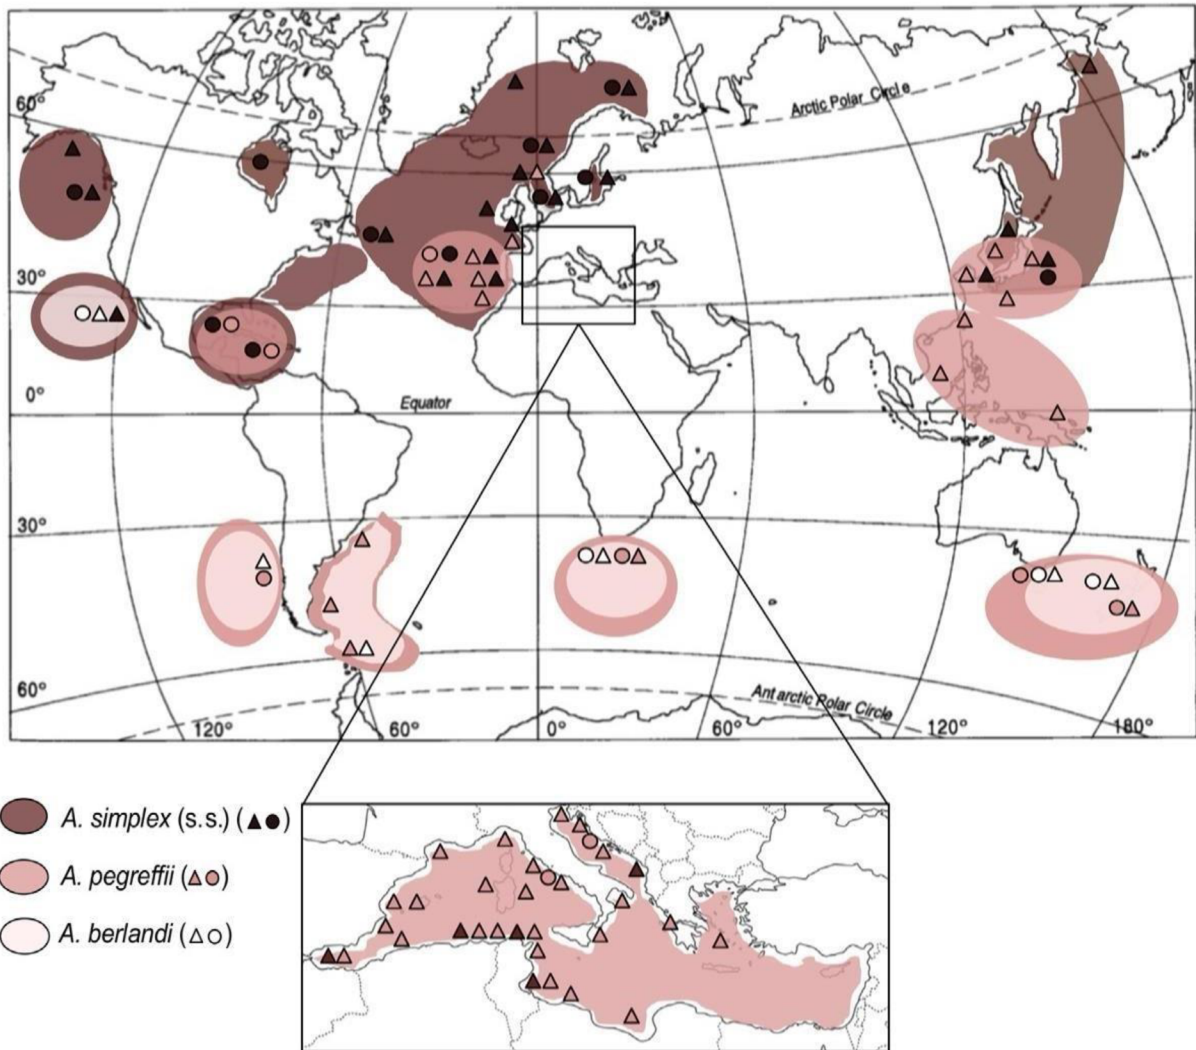 60°
Arctic Polar Circle
30°
0°
Equator
30°
60°
Antarctic Polar Circle
120°
60°
0°
60°
120°
180°
A. simplex (s.s.) (▲●)
A. pegreffii (△○)
A. berlandi (△○)